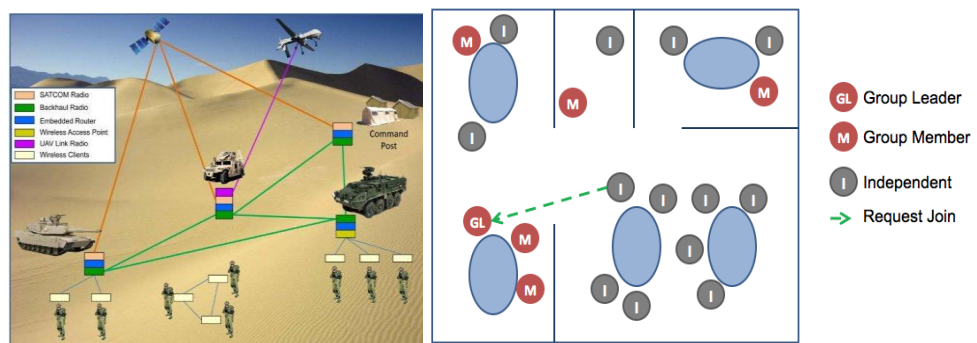 SATCOM Radio
Backhaul Radio
Embedded Router
Wireless Access Point
UAV Link Radio
Wireless Clients
Command
Post
I
M
I
I
I
M
M
I
I
I
I
I
GL
M
I
M
I
I
I
GL Group Leader
M Group Member
I Independent
Request Join